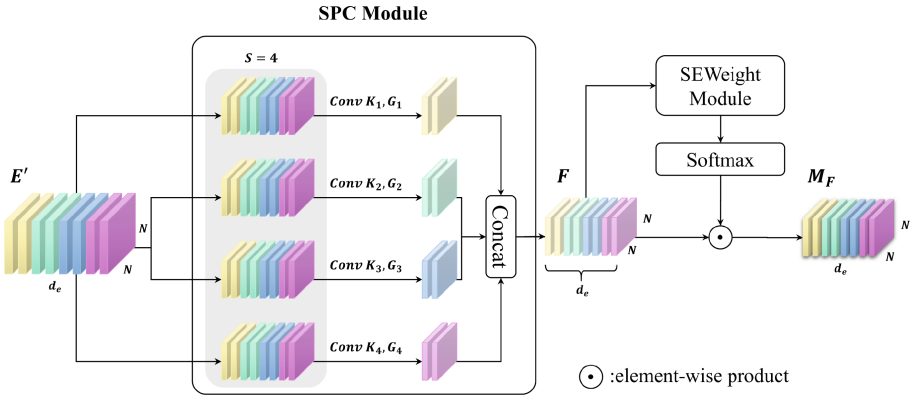 SPC Module
S = 4
Conv K₁, G₁
Conv K₂, G₂
Conv K₃, G₃
Conv K₄, G₄
E′
N
N
dₑ
Concat
F
N
N
dₑ
SEWeight
Module
Softmax
M_F
N
N
dₑ
:element-wise product